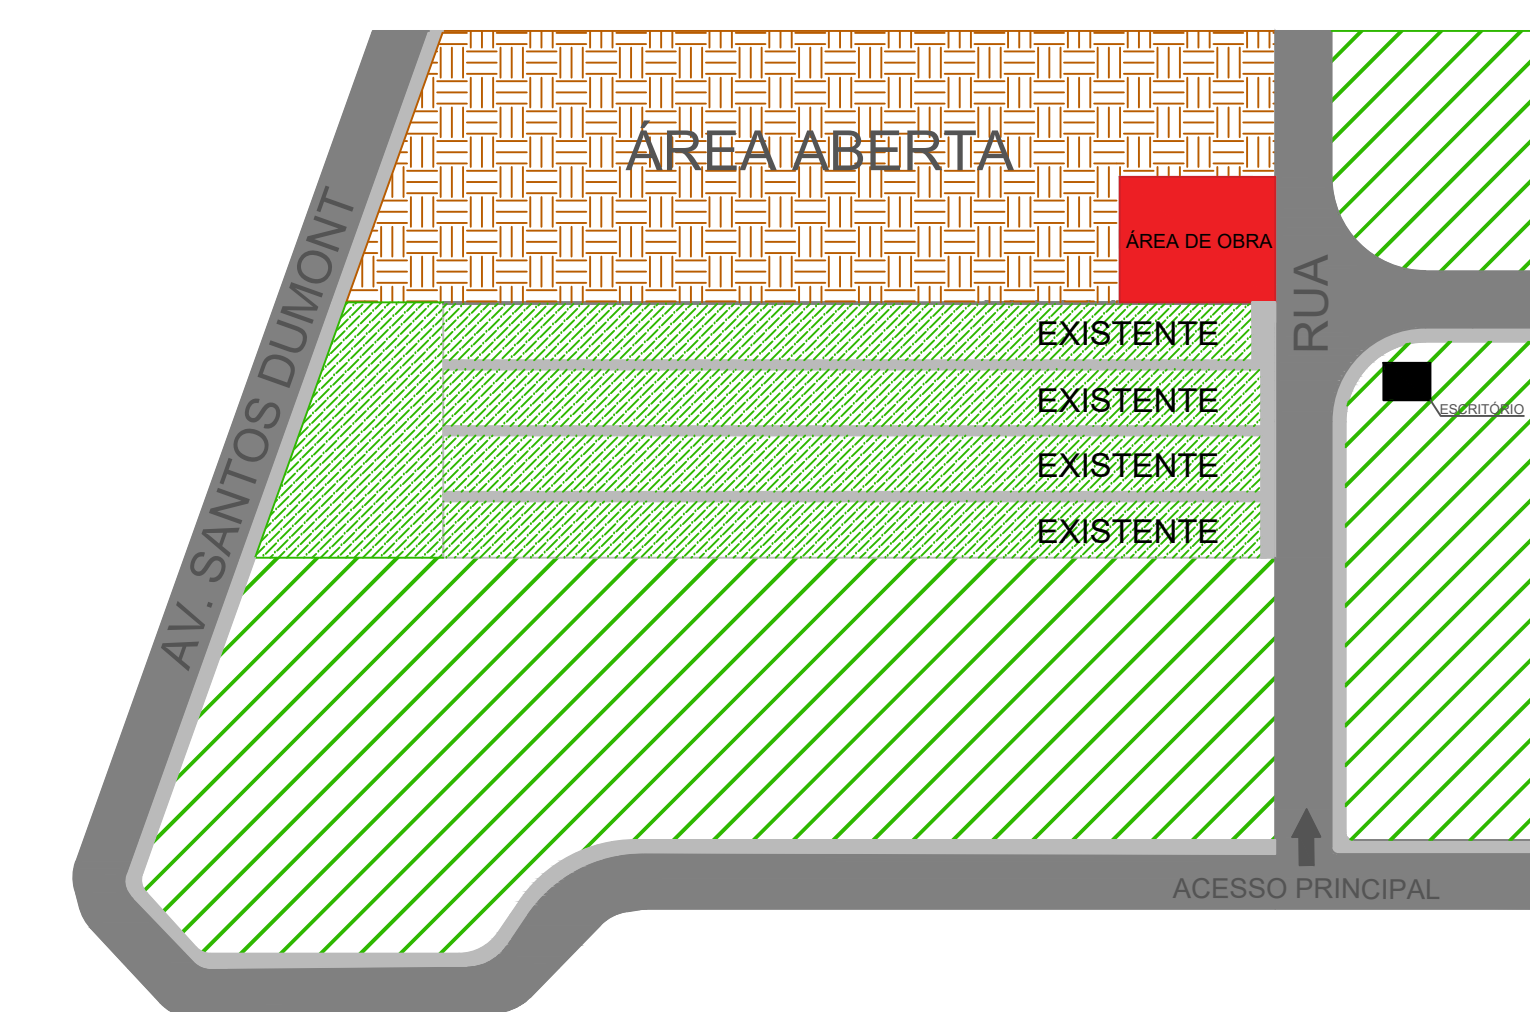 ÁREA ABERTA
ÁREA DE OBRA
AV. SANTOS DUMONT
RUA
EXISTENTE
EXISTENTE
ESCRITÓRIO
EXISTENTE
EXISTENTE
ACESSO PRINCIPAL